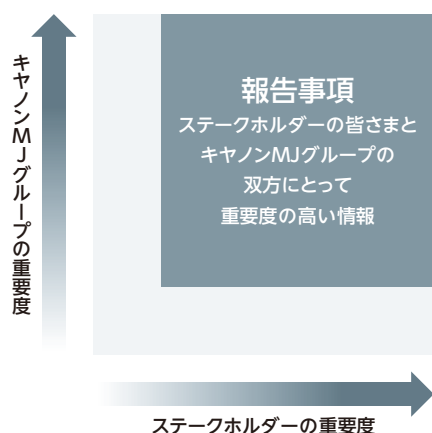 キヤノンMJグループの重要度
報告事項
ステークホルダーの皆さまと
キヤノンMJグループの
双方にとって
重要度の高い情報
ステークホルダーの重要度